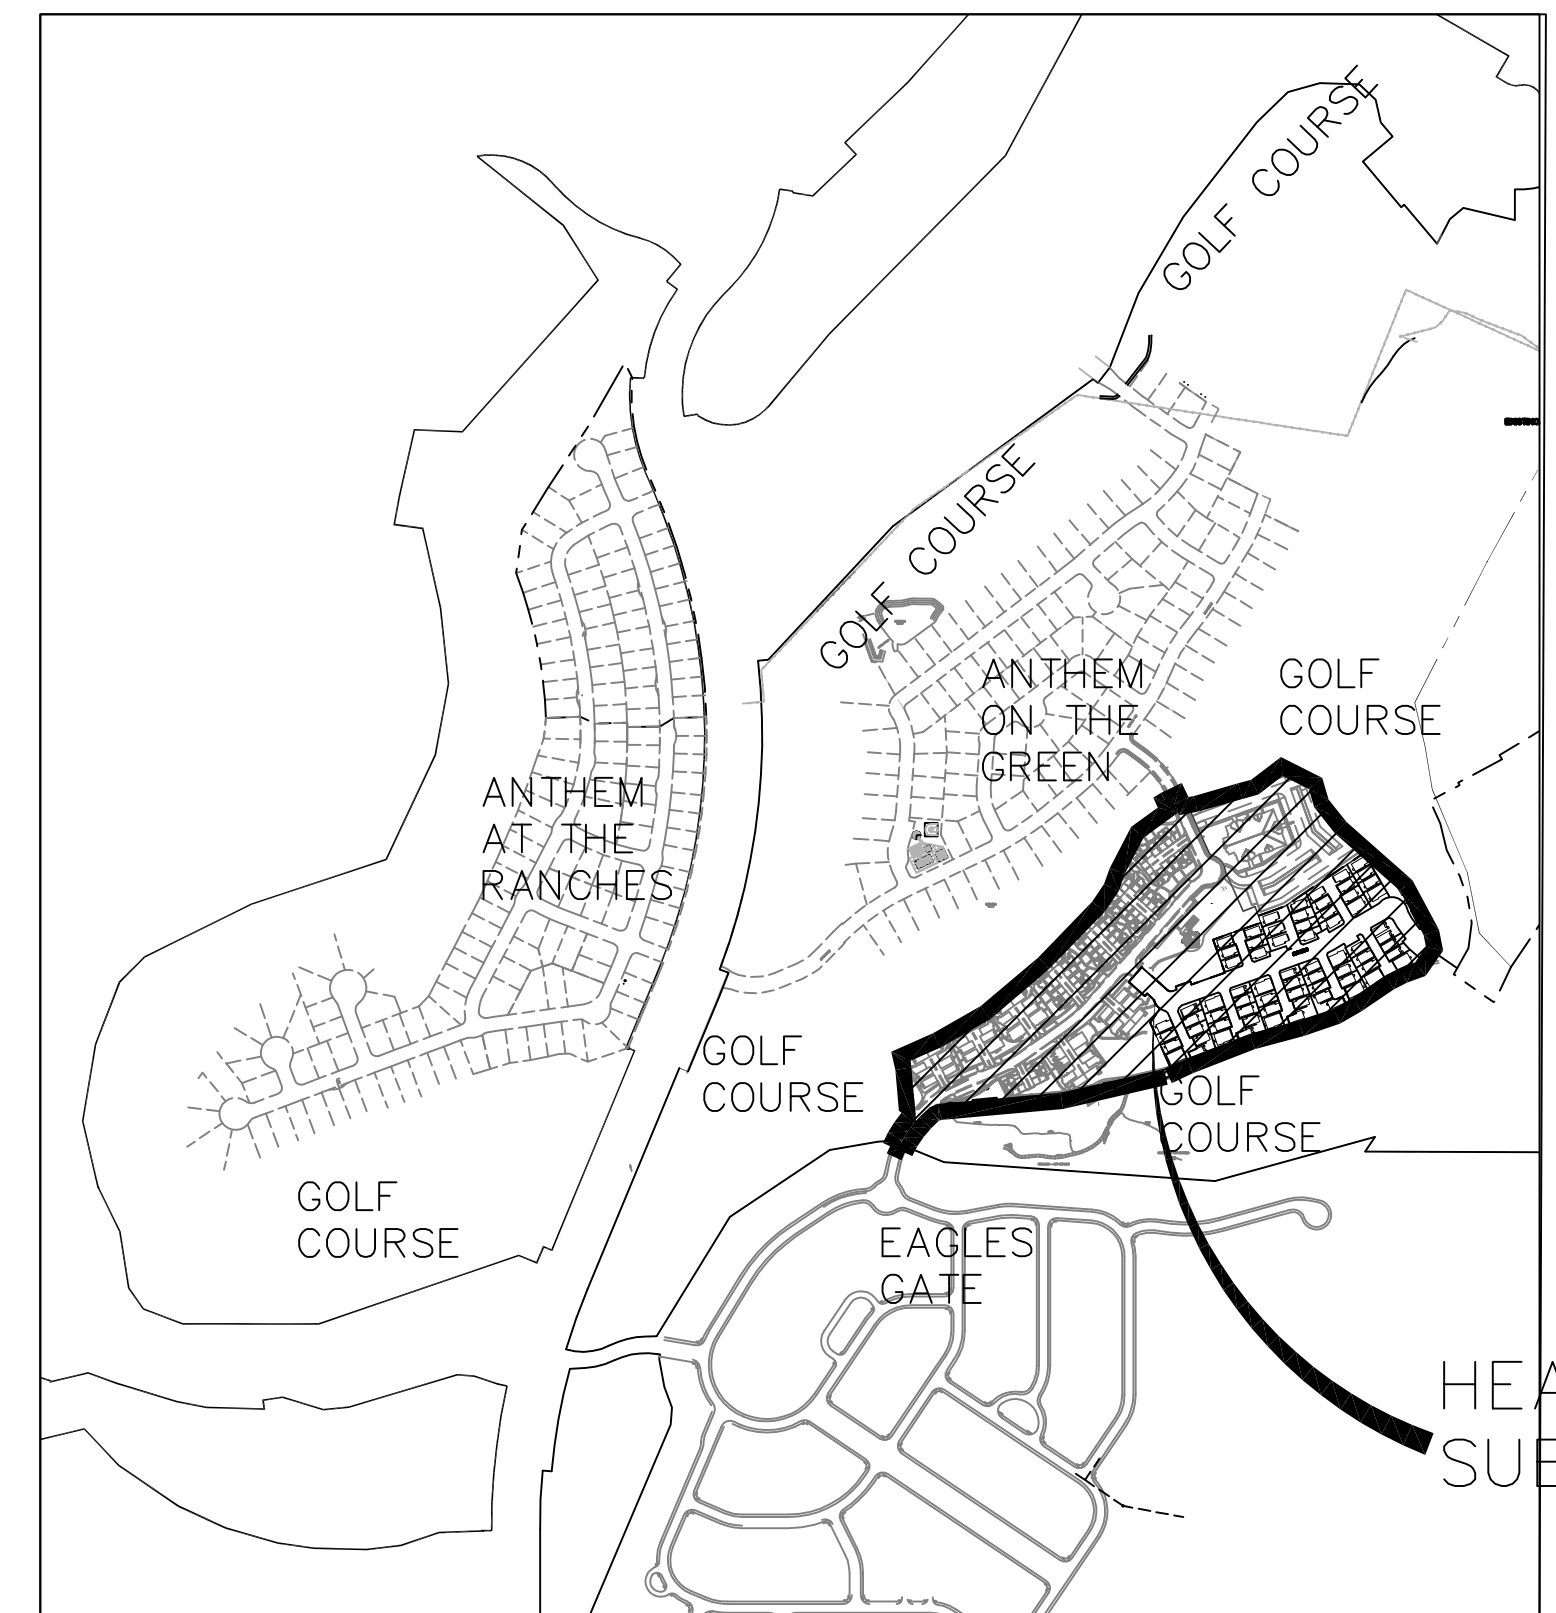 GOLF COURSE
GOLF COURSE
ANTHEM
ON THE
GREEN
GOLF
COURSE
ANTHEM
AT THE
RANCHES
GOLF
COURSE
GOLF
COURSE
GOLF
COURSE
EAGLES
GATE